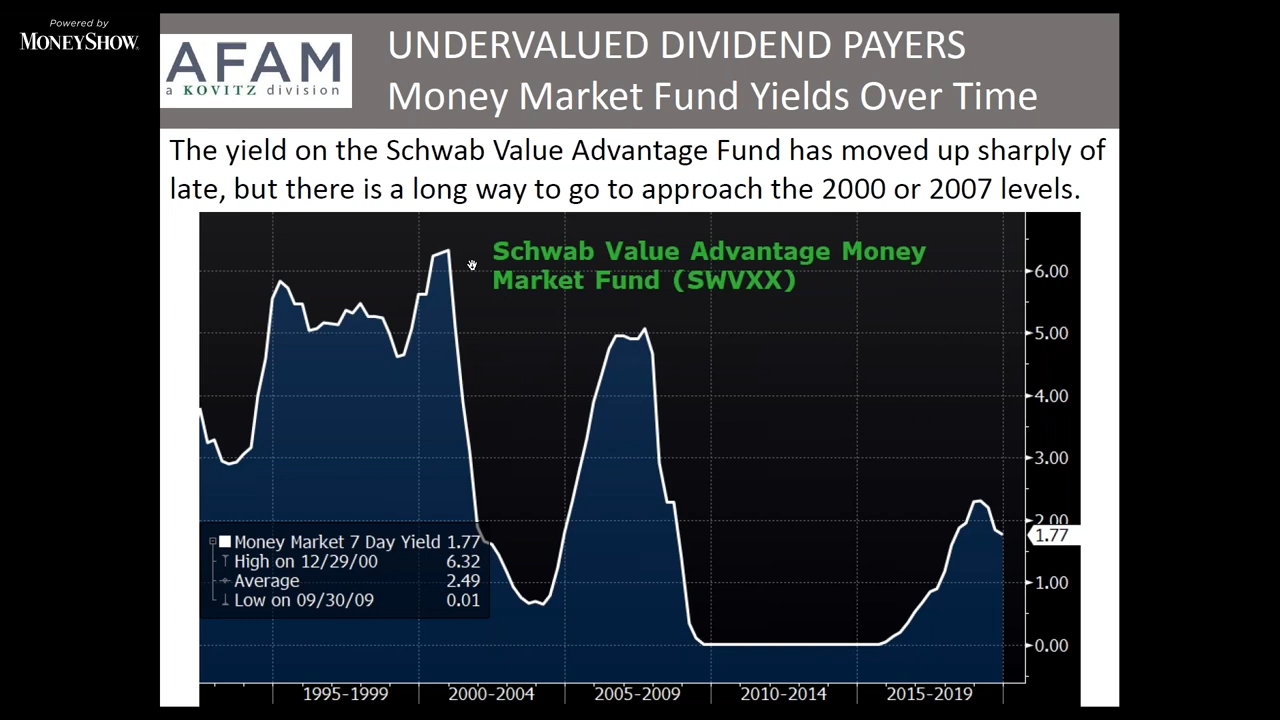 Powered by
MONEYSHOW.
AFAM
a KOVITZ division
UNDERVALUED DIVIDEND PAYERS
Money Market Fund Yields Over Time
The yield on the Schwab Value Advantage Fund has moved up sharply of
late, but there is a long way to go to approach the 2000 or 2007 levels.
Schwab Value Advantage Money
Market Fund (SWVXX)
6.00
5.00
4.00
3.00
2.00
1.77
1.00
0.00
Money Market 7 Day Yield 1.77
High on 12/29/00 6.32
Average 2.49
Low on 09/30/09 0.01
1995-1999 2000-2004 2005-2009 2010-2014 2015-2019